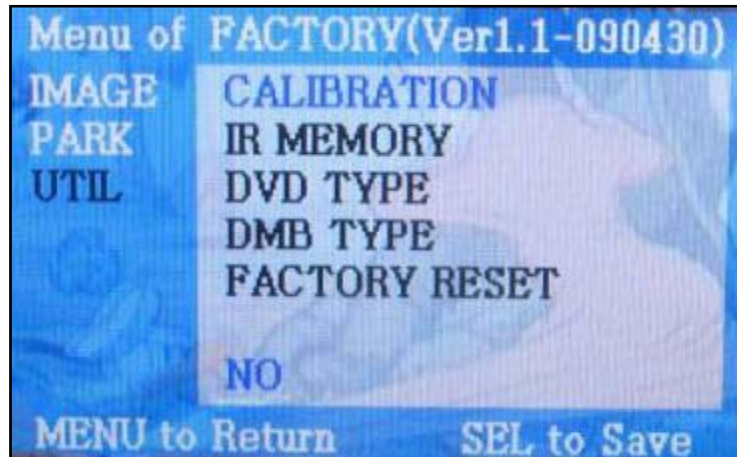 Menu of FACTORY(Ver1.1-090430)
IMAGE
PARK
UTIL
CALIBRATION
IR MEMORY
DVD TYPE
DMB TYPE
FACTORY RESET
NO
MENU to Return
SEL to Save